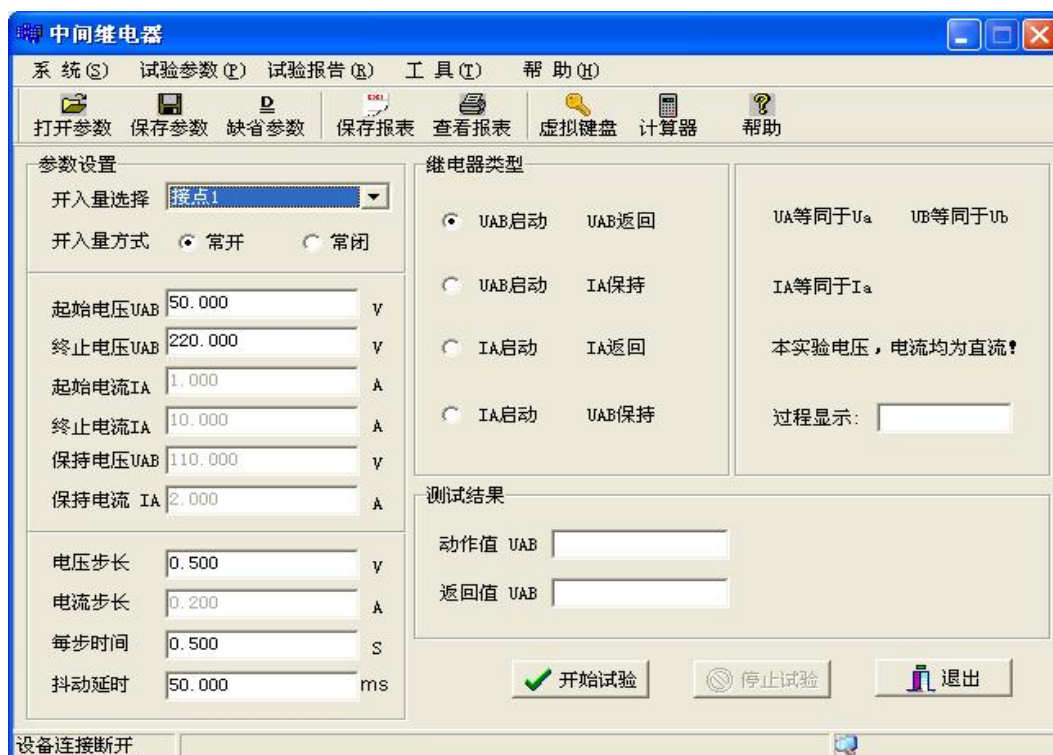 中间继电器
系 统(S) 试验参数(P) 试验报告(R) 工 具(T) 帮 助(H)
打开参数 保存参数 缺省参数 保存报表 查看报表 虚拟键盘 计算器 帮助
参数设置
开入量选择 接点1
开入量方式 常开 常闭
起始电压UAB 50.000 V
终止电压UAB 220.000 V
起始电流IA 1.000 A
终止电流IA 10.000 A
保持电压UAB 110.000 V
保持电流 IA 2.000 A
电压步长 0.500 V
电流步长 0.200 A
每步时间 0.500 S
抖动延时 50.000 ms
继电器类型
UAB启动 UAB返回
UAB启动 IA保持
IA启动 IA返回
IA启动 UAB保持
UA等同于Ua UB等同于Ub
IA等同于Ia
本实验电压，电流均为直流！
过程显示:
测试结果
动作值 UAB
返回值 UAB
开始试验 停止试验 退出
设备连接断开